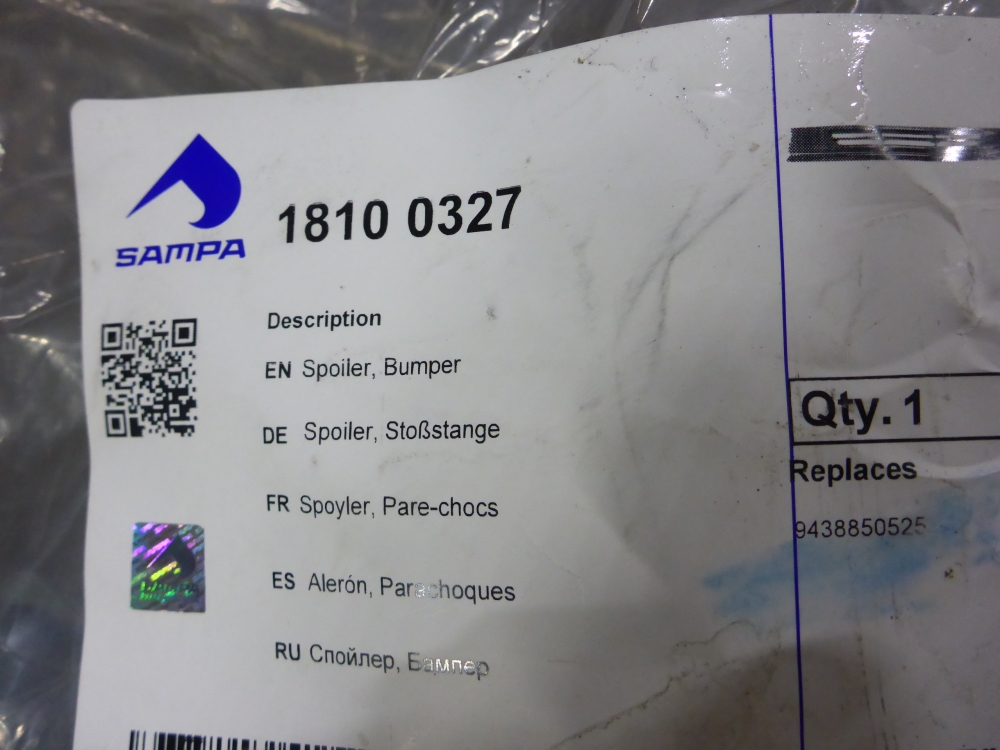 SAMPA
1810 0327
Description
EN Spoiler, Bumper
DE Spoiler, Stoßstange
FR Spoyler, Pare-chocs
ES Alerón, Parachoques
RU Спойлер, Бампер
Qty. 1
Replaces
9438850525